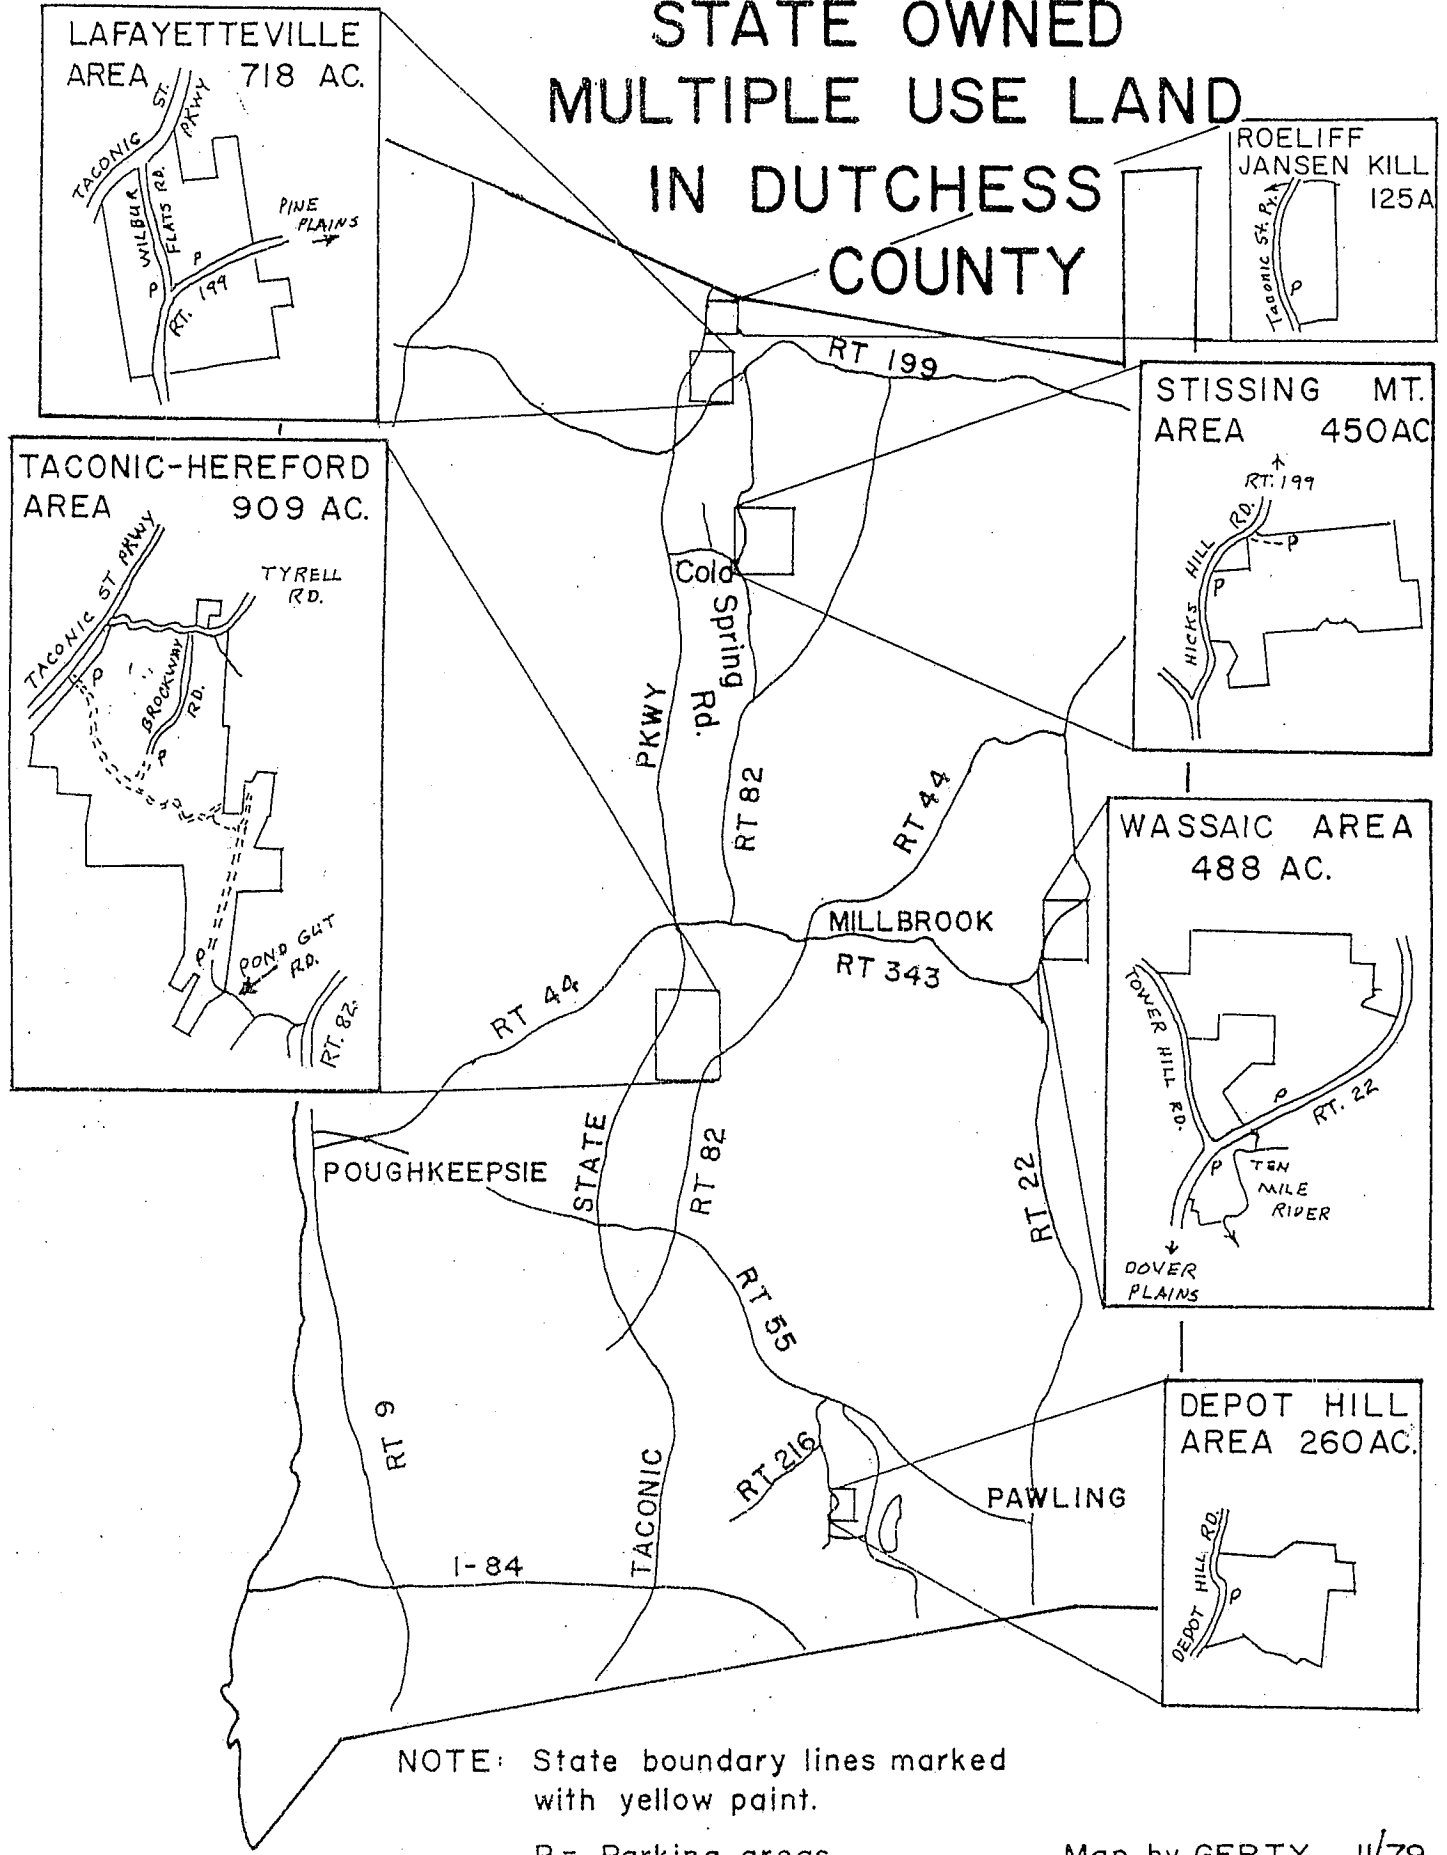 STATE OWNED
MULTIPLE USE LAND
IN DUTCHESS
COUNTY
LAFAYETTEVILLE
AREA 718 AC.
TACONIC ST.
PKWY
WILBUR
FLATS RD.
PINE
PLAINS
P
P
RT. 199
ROELIFF
JANSEN KILL
125A
Taconic St. Py.
P
RT 199
STISSING MT.
AREA 450AC
RT. 199
HICKS HILL RD.
P
P
TACONIC-HEREFORD
AREA 909 AC.
TACONIC ST PKWY
TYRELL
RD.
P
BROCKWAY
RD.
P
P
POND GUT
RD.
RT. 82
Cold
Spring
Rd.
PKWY
RT 82
RT 44
MILLBROOK
RT 343
RT 44
WASSAIC AREA
488 AC.
TOWER HILL RD.
P
RT. 22
P
TEN
MILE
RIVER
DOVER
PLAINS
POUGHKEEPSIE
STATE
RT 82
RT 22
RT 55
RT 9
TACONIC
RT 216
PAWLING
I-84
DEPOT HILL
AREA 260AC.
DEPOT HILL RD.
P
NOTE: State boundary lines marked
with yellow paint.
P = Parking areas
Map by GERTY 11/79